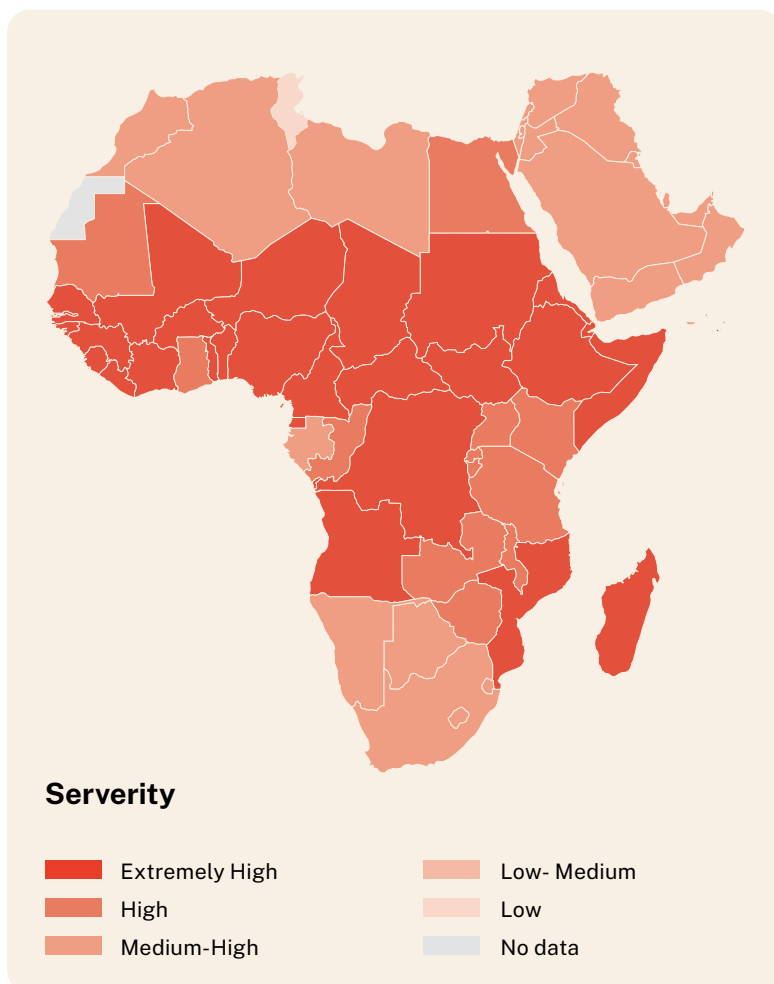 Serverity
Extremely High
High
Medium-High
Low- Medium
Low
No data